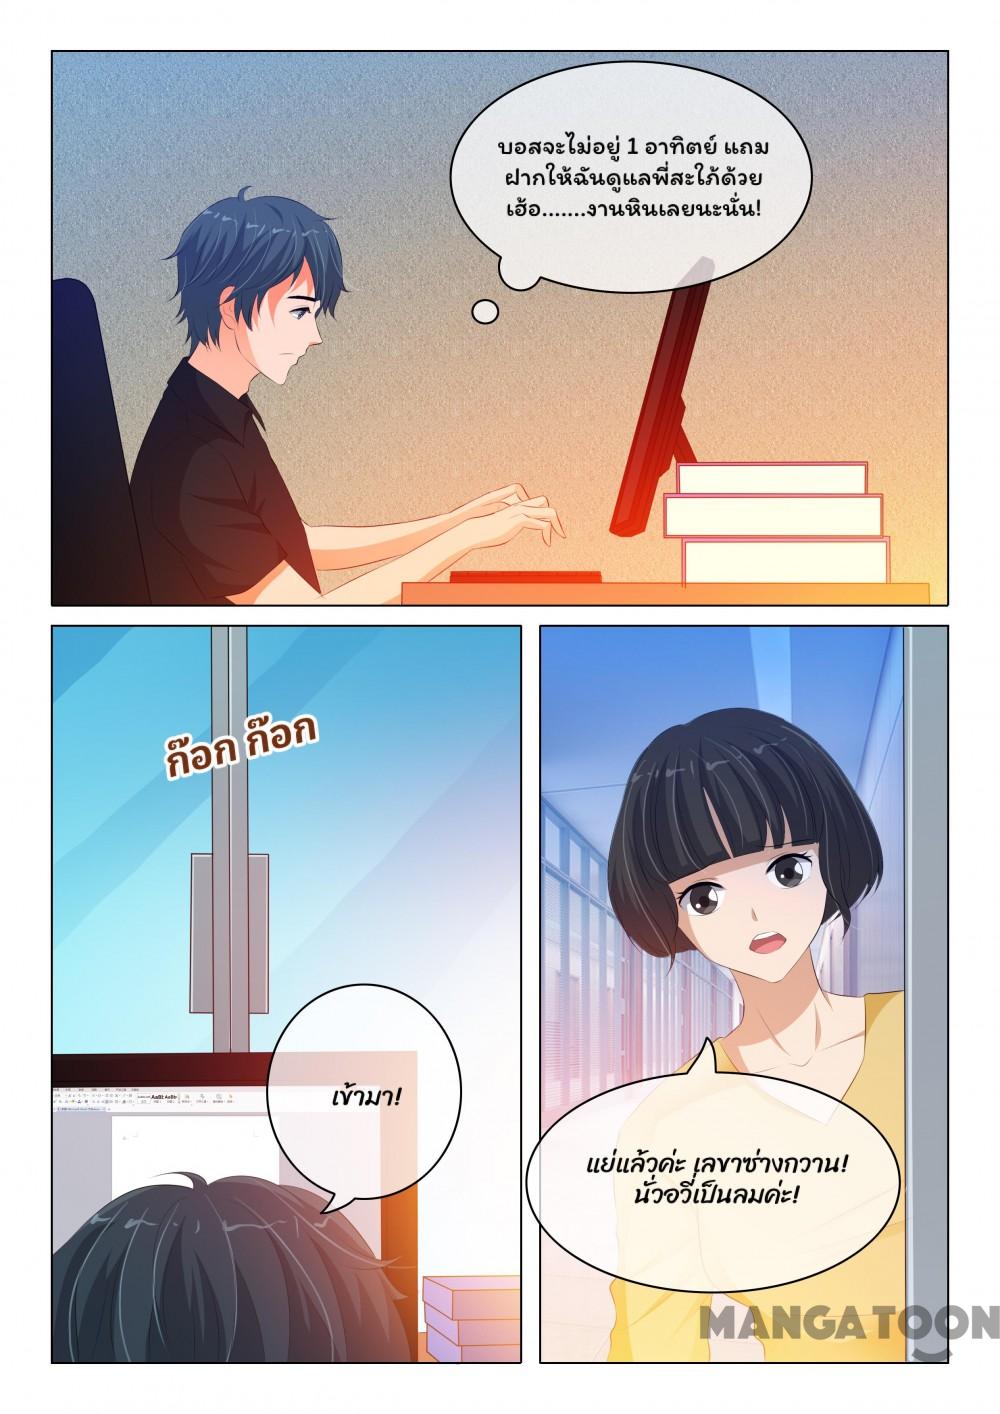 บอสจะไม่อยู่ 1 อาทิตย์ แถม
ฝากให้ฉันดูแลพี่สะใภ้ด้วย
เฮ้อ.......งานหินเลยนะนั่น!
ก๊อก ก๊อก
เข้ามา!
แย่แล้วค่ะ เลขาซ่างกวาน!
นั่วอวี่เป็นลมค่ะ!
MANGATOON